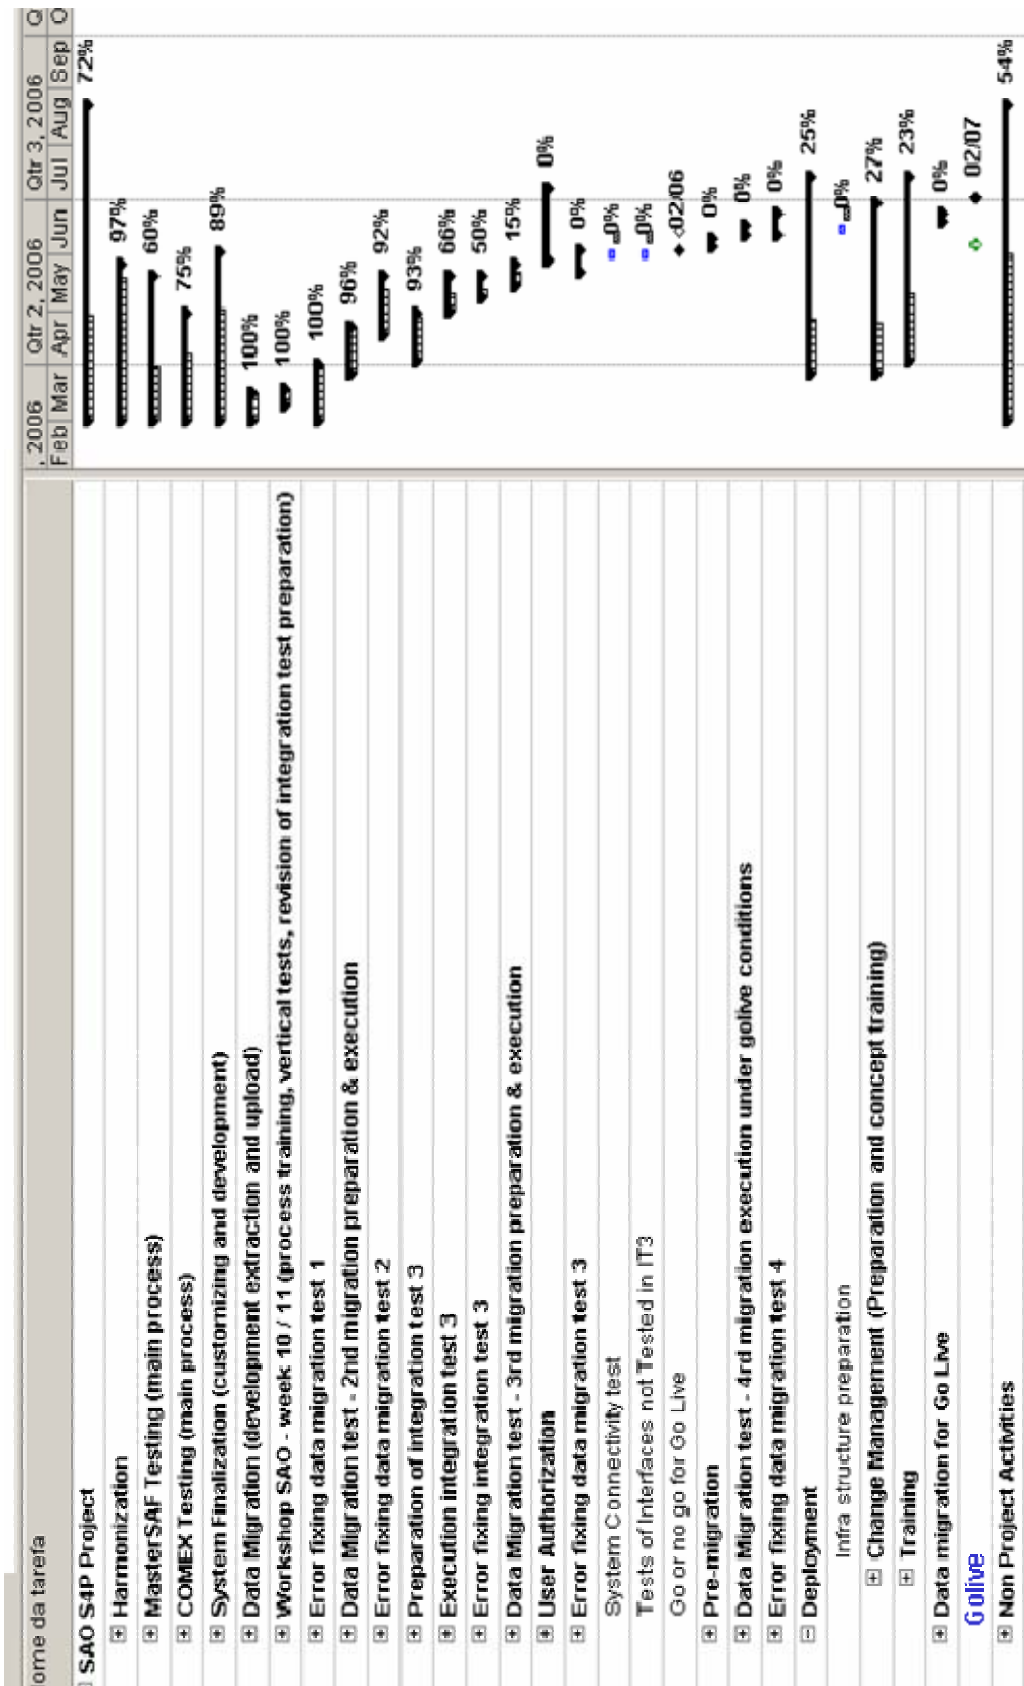 ome da tarefa
, 2006 Qtr 2, 2006 Qtr 3, 2006 Q
Feb Mar Apr May Jun Jul Aug Sep O
SAO S4P Project 72%
Harmonization 97%
MasterSAF Testing (main process) 60%
COMEX Testing (main process) 75%
System Finalization (customizing and development) 89%
Data Migration (development extraction and upload) 100%
Workshop SAO - week 10 / 11 (process training, vertical tests, revision of integration test preparation) 100%
Error fixing data migration test 1 100%
Data Migration test - 2nd migration preparation & execution 96%
Error fixing data migration test 2 92%
Preparation of integration test 3 93%
Execution integration test 3 66%
Error fixing integration test 3 50%
Data Migration test - 3rd migration preparation & execution 15%
User Authorization 0%
Error fixing data migration test 3 0%
System Connectivity test 0%
Tests of Interfaces not Tested in IT3 0%
Go or no go for Go Live 02/06
Pre-migration 0%
Data Migration test - 4rd migration execution under golive conditions 0%
Error fixing data migration test 4 0%
Deployment 25%
Infra structure preparation 0%
Change Management (Preparation and concept training) 27%
Training 23%
Data migration for Go Live 0%
Golive 02/07
Non Project Activities 54%